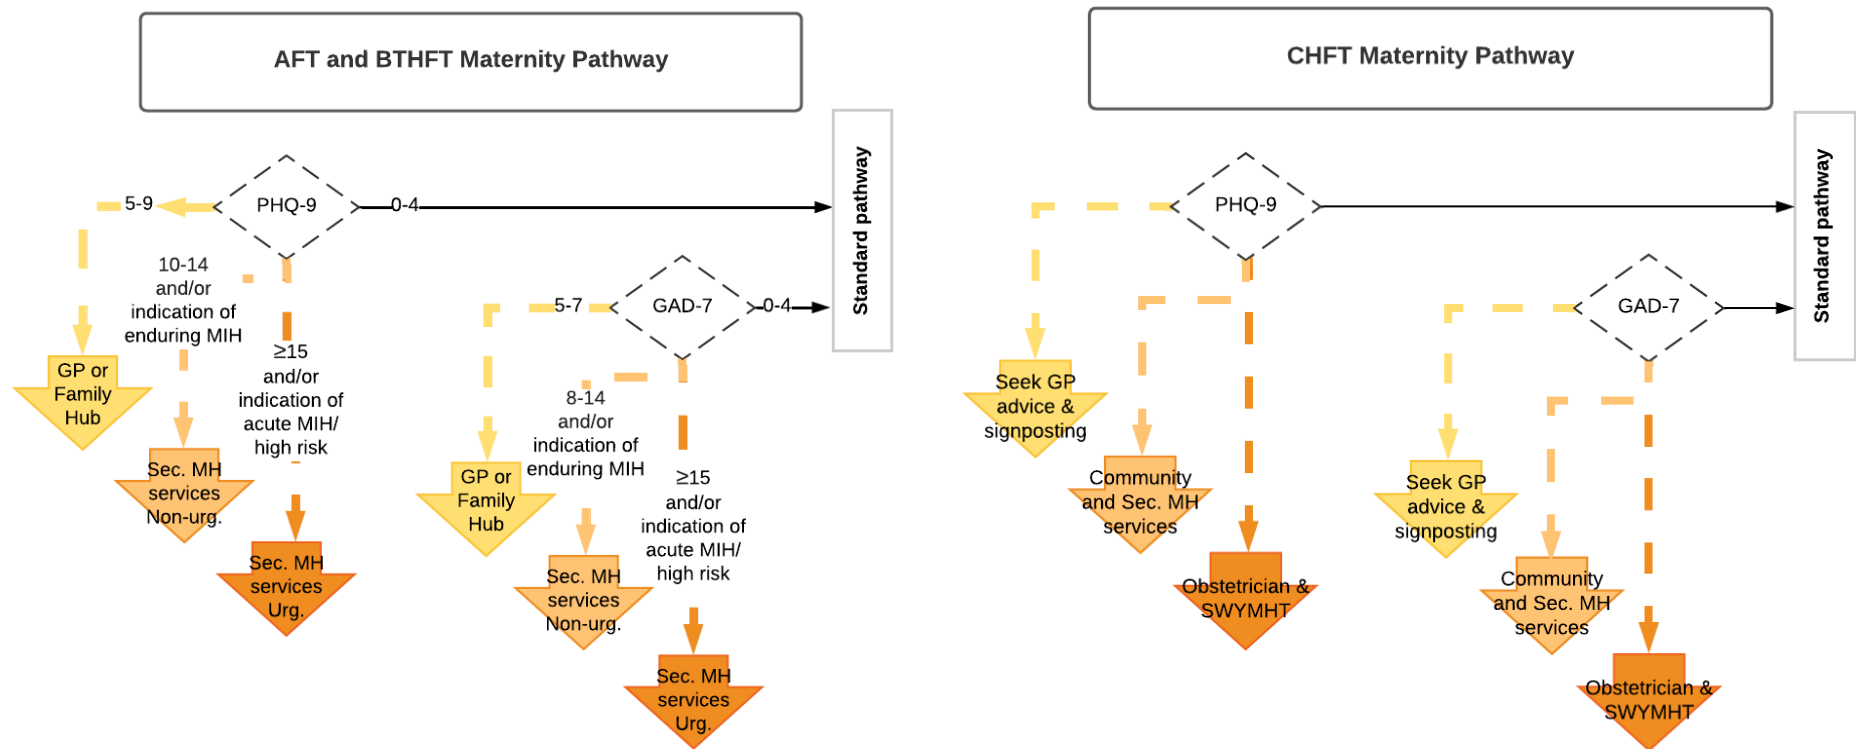 AFT and BTHFT Maternity Pathway
PHQ-9
5-9
0-4
Standard pathway
10-14
and/or
indication of
enduring MIH
≥15
and/or
indication of
acute MIH/
high risk
GP or
Family
Hub
Sec. MH
services
Non-urg.
Sec. MH
services
Urg.
GAD-7
5-7
0-4
8-14
and/or
indication of
enduring MIH
≥15
and/or
indication of
acute MIH/
high risk
GP or
Family
Hub
Sec. MH
services
Non-urg.
Sec. MH
services
Urg.
CHFT Maternity Pathway
PHQ-9
Standard pathway
Seek GP
advice &
signposting
Community
and Sec. MH
services
Obstetrician &
SWYMHT
GAD-7
Seek GP
advice &
signposting
Community
and Sec. MH
services
Obstetrician &
SWYMHT